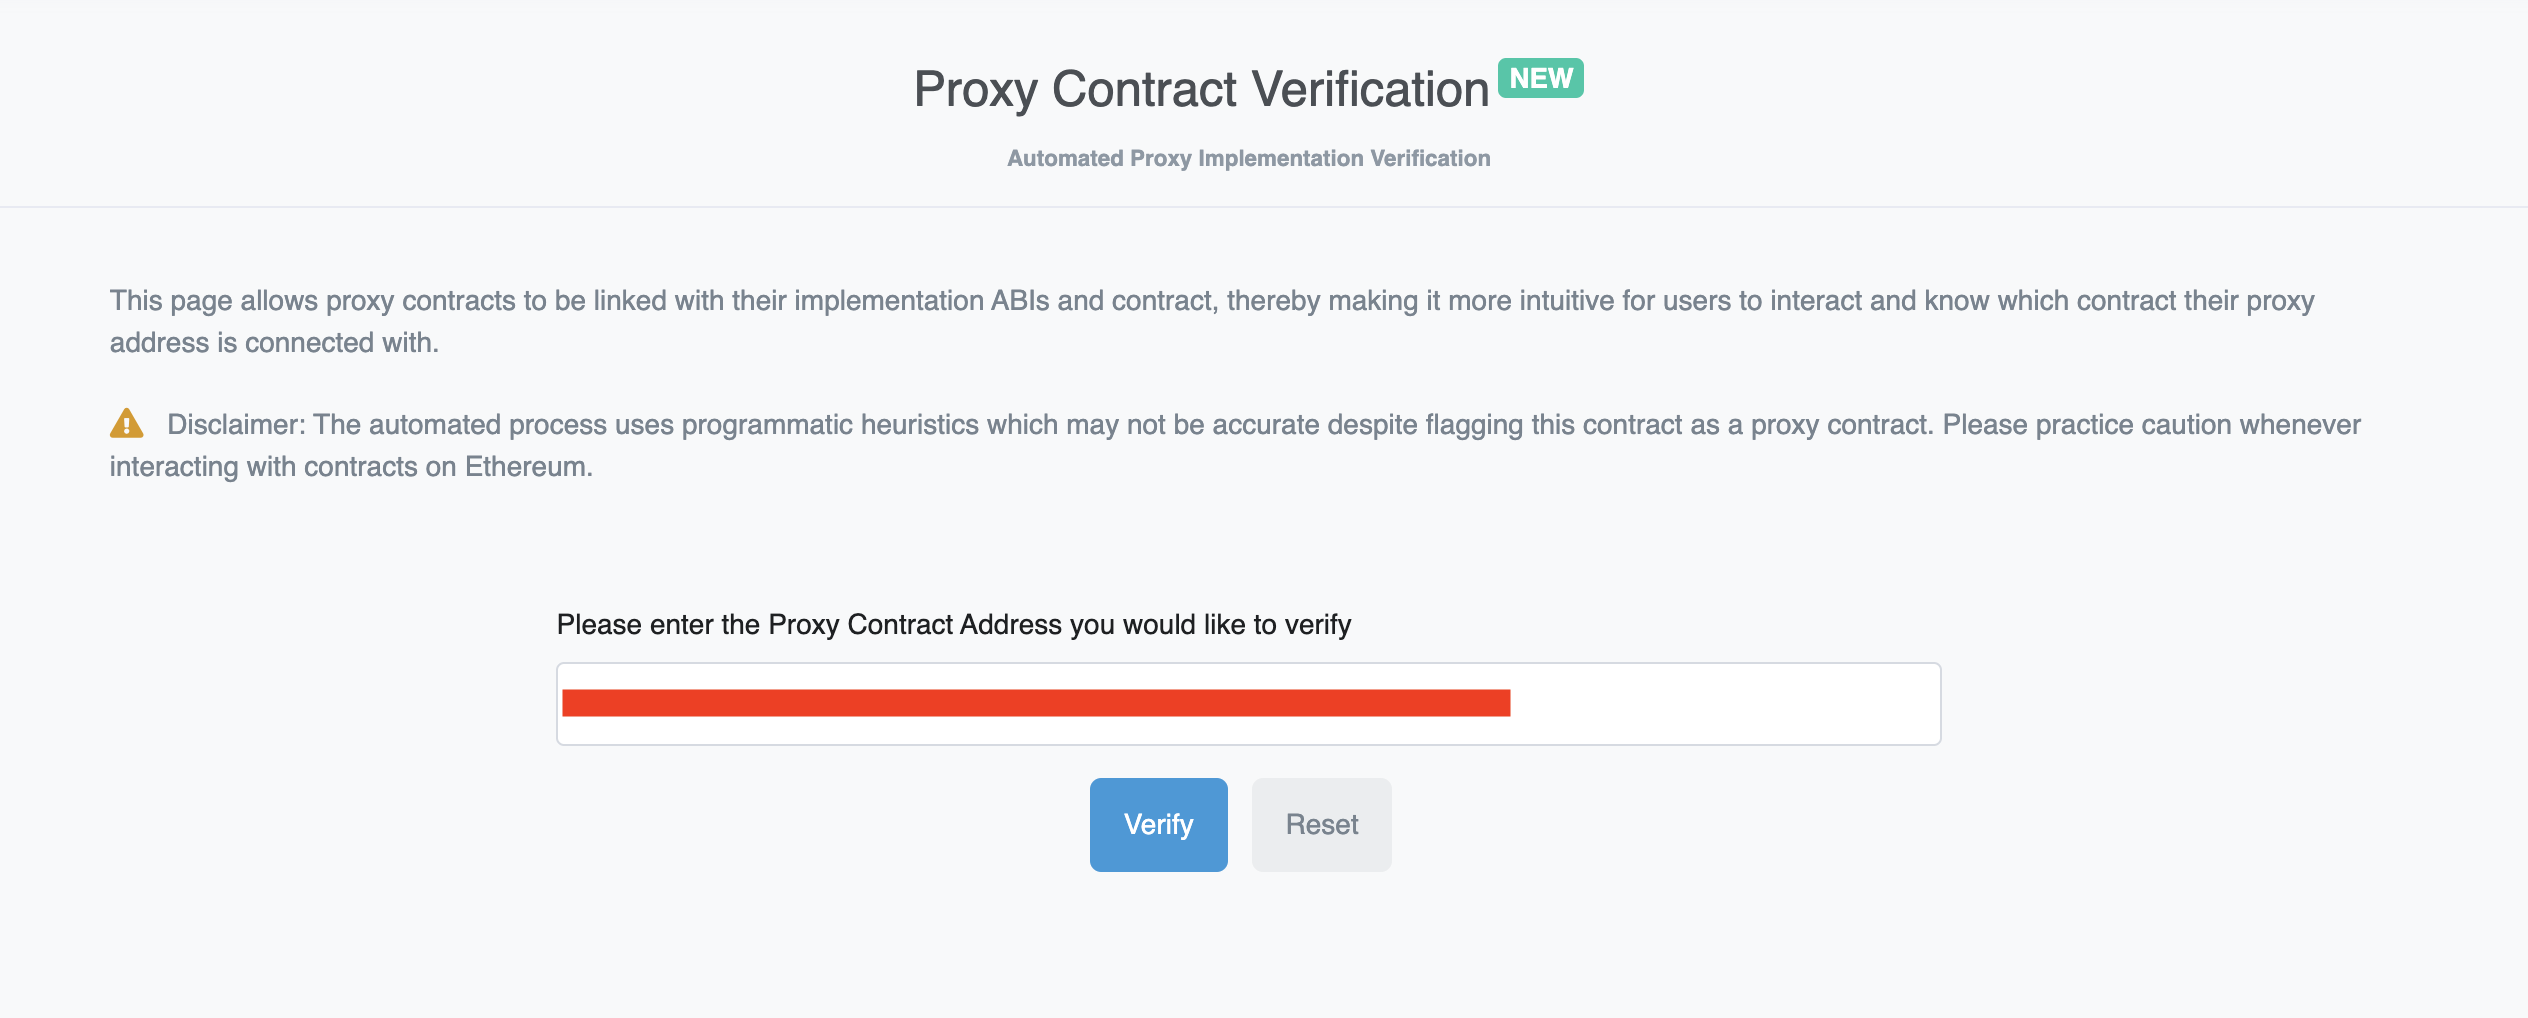 Proxy Contract Verification NEW
Automated Proxy Implementation Verification
This page allows proxy contracts to be linked with their implementation ABIs and contract, thereby making it more intuitive for users to interact and know which contract their proxy
address is connected with.
Disclaimer: The automated process uses programmatic heuristics which may not be accurate despite flagging this contract as a proxy contract. Please practice caution whenever
interacting with contracts on Ethereum.
Please enter the Proxy Contract Address you would like to verify
Verify Reset